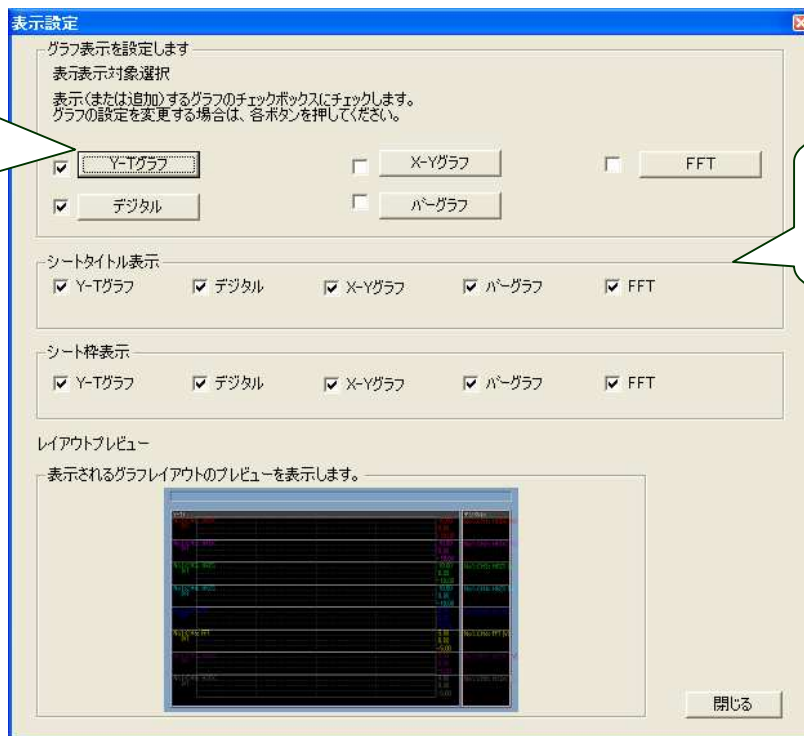 表示設定
グラフ表示を設定します
表示表示対象選択
表示(または追加)するグラフのチェックボックスにチェックします。
グラフの設定を変更する場合は、各ボタンを押してください。
Y-Tグラフ X-Yグラフ FFT
デジタル バーグラフ
シートタイトル表示
Y-Tグラフ デジタル X-Yグラフ バーグラフ FFT
シート枠表示
Y-Tグラフ デジタル X-Yグラフ バーグラフ FFT
レイアウトプレビュー
表示されるグラフレイアウトのプレビューを表示します。
閉じる